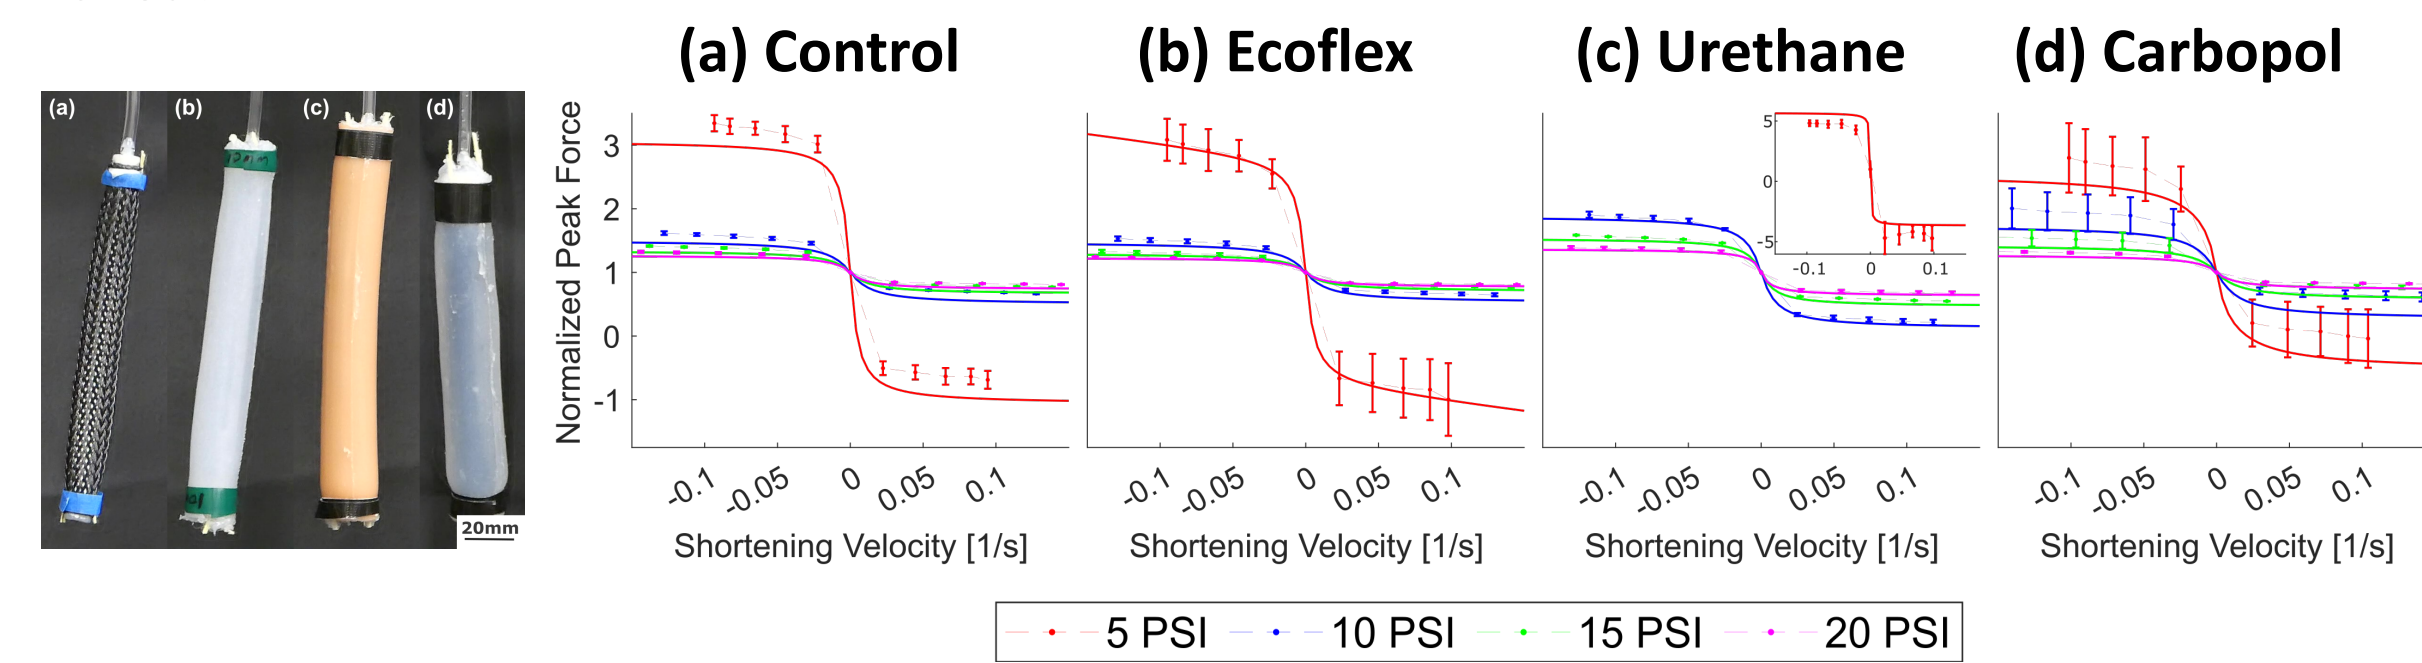 (a) Control
(b) Ecoflex
(c) Urethane
(d) Carbopol
(a)
(b)
(c)
(d)
20mm
Normalized Peak Force
3
2
1
0
-1
-0.1
-0.05
0
0.05
0.1
Shortening Velocity [1/s]
-0.1
-0.05
0
0.05
0.1
Shortening Velocity [1/s]
5
0
-5
-0.1
0
0.1
-0.1
-0.05
0
0.05
0.1
Shortening Velocity [1/s]
-0.1
-0.05
0
0.05
0.1
Shortening Velocity [1/s]
5 PSI
10 PSI
15 PSI
20 PSI